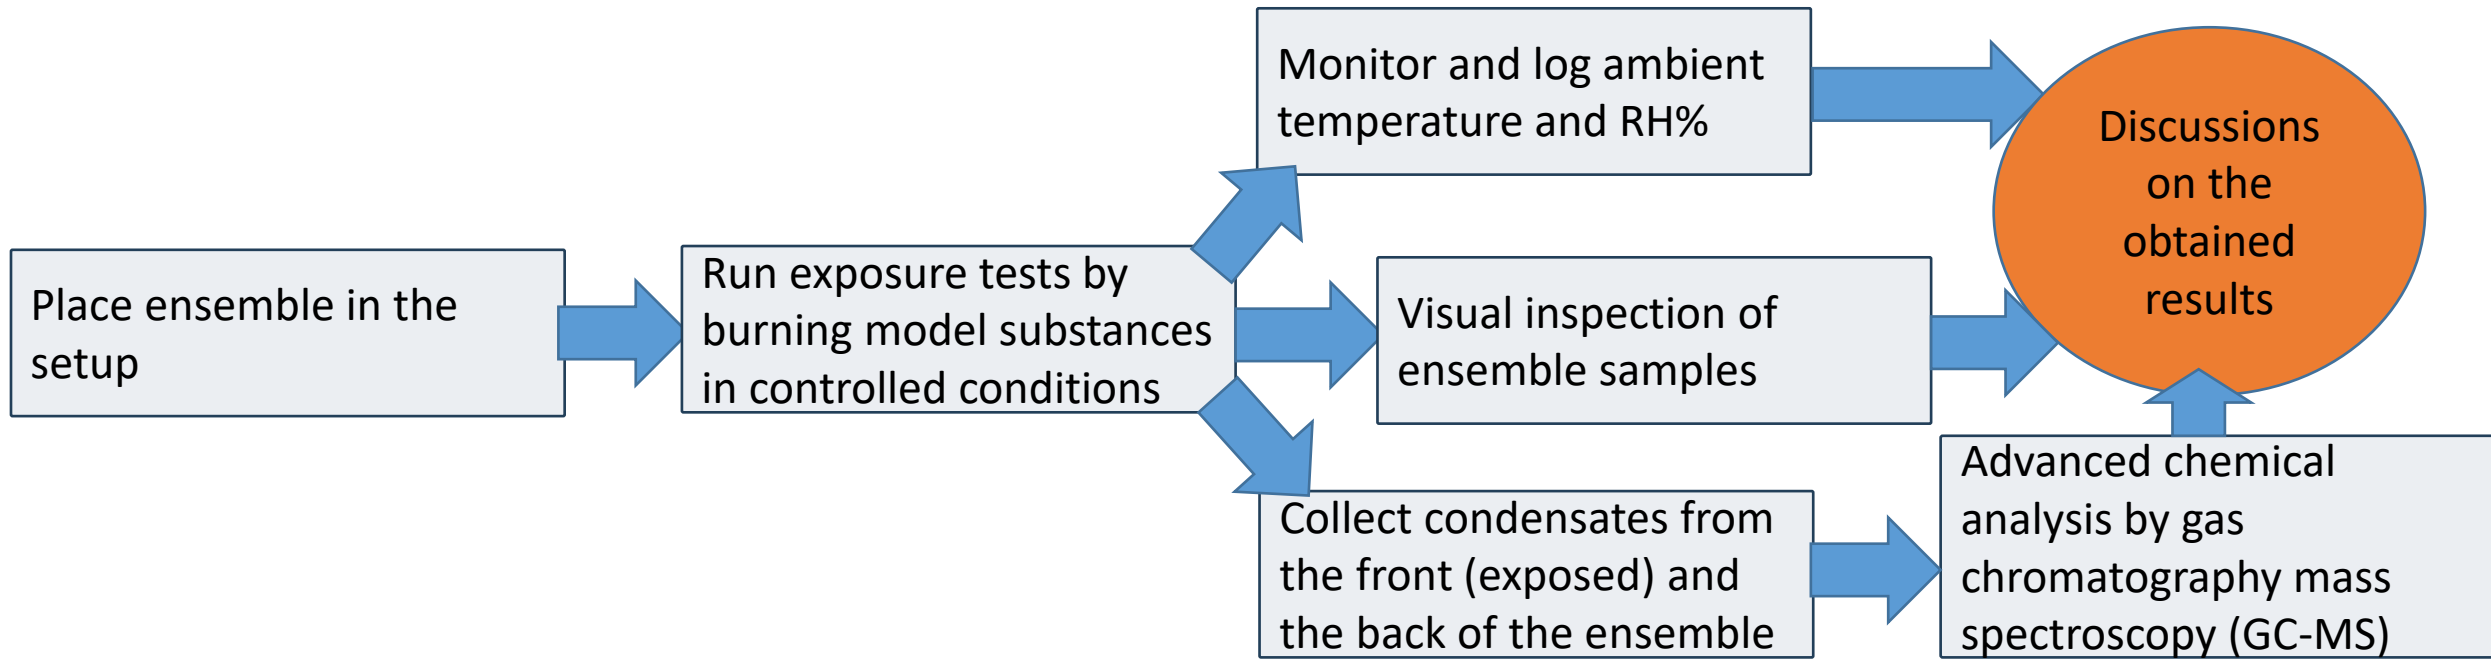 Place ensemble in the
setup
Run exposure tests by
burning model substances
in controlled conditions
Monitor and log ambient
temperature and RH%
Visual inspection of
ensemble samples
Collect condensates from
the front (exposed) and
the back of the ensemble
Advanced chemical
analysis by gas
chromatography mass
spectroscopy (GC-MS)
Discussions
on the
obtained
results